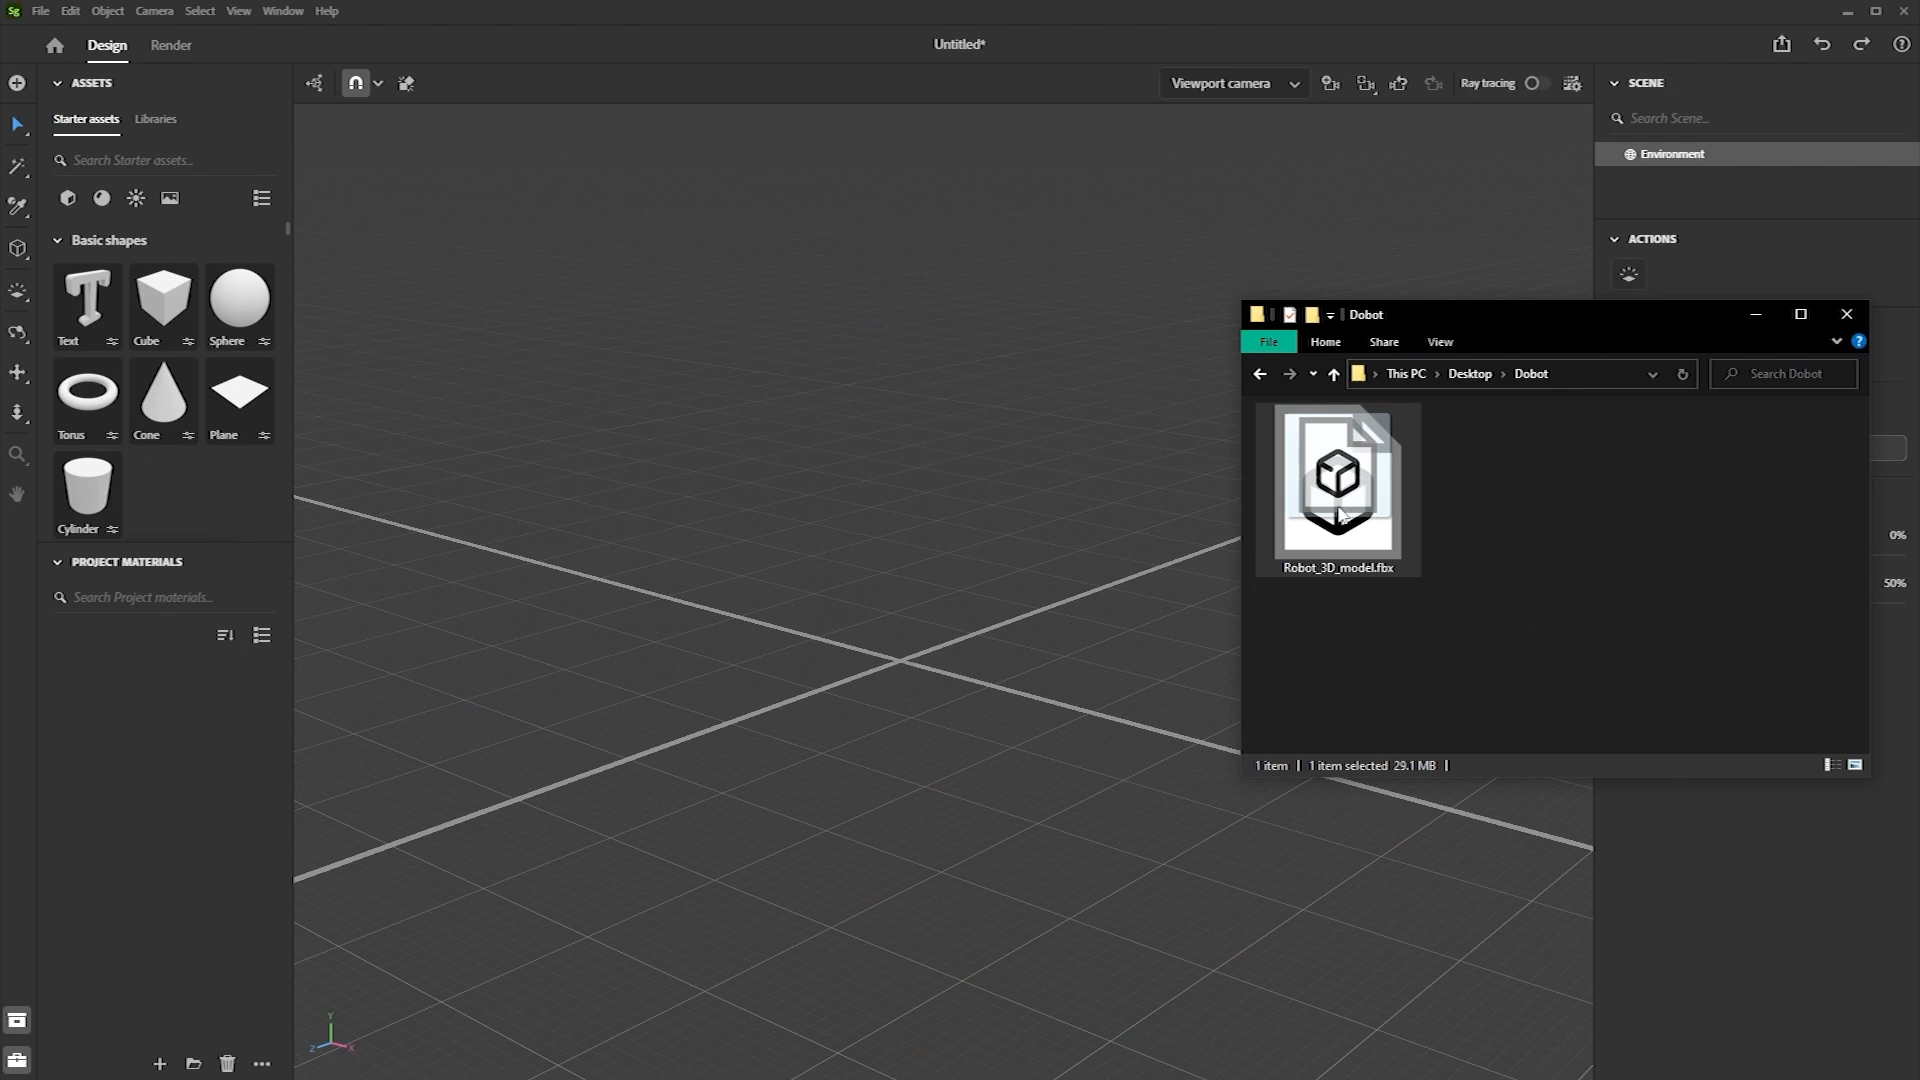 Sg File Edit Object Camera Select View Window Help
Design Render Untitled*
ASSETS
Starter assets Libraries
Search Starter assets...
Basic shapes
Text Cube Sphere
Torus Cone Plane
Cylinder
PROJECT MATERIALS
Search Project materials...
Viewport camera Ray tracing
SCENE
Search Scene...
Environment
ACTIONS
0%
50%
Dobot
File Home Share View
This PC Desktop Dobot Search Dobot
Robot_3D_model.fbx
1 item 1 item selected 29.1 MB
Y
Z X